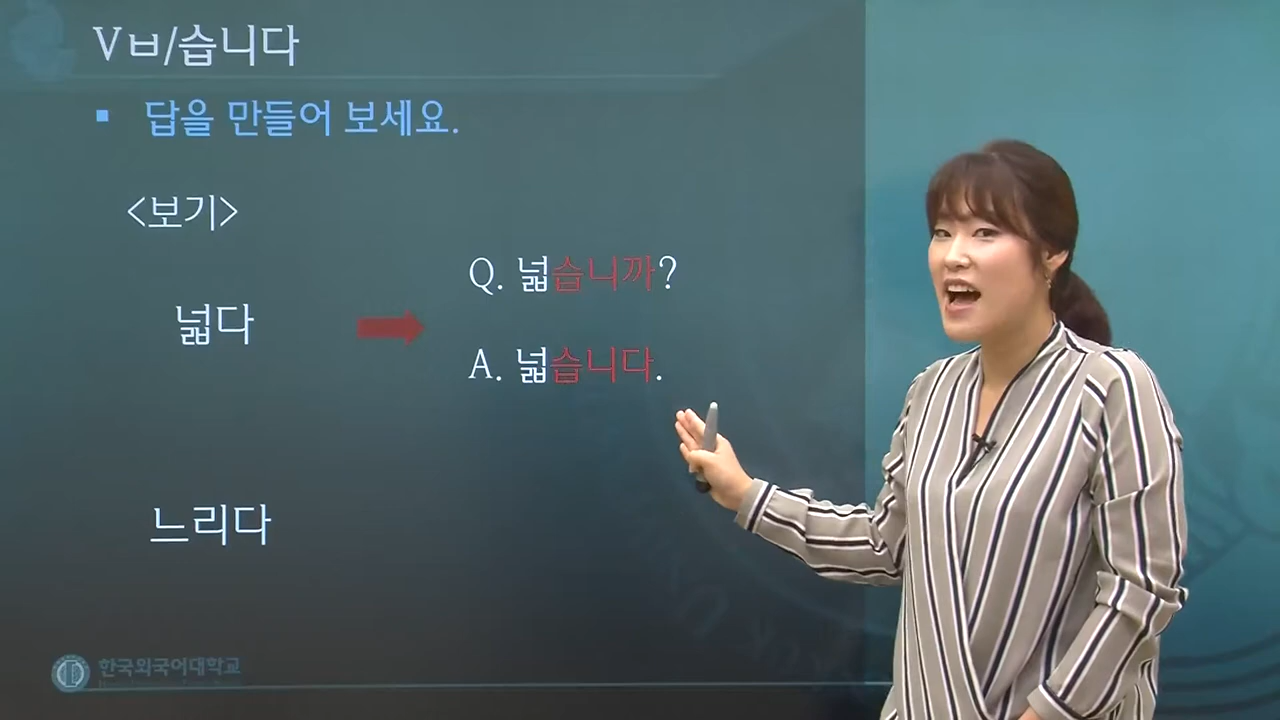 Vㅂ/습니다
▪ 답을 만들어 보세요.
<보기>
Q. 넓습니까?
넓다
A. 넓습니다.
느리다
한국외국어대학교